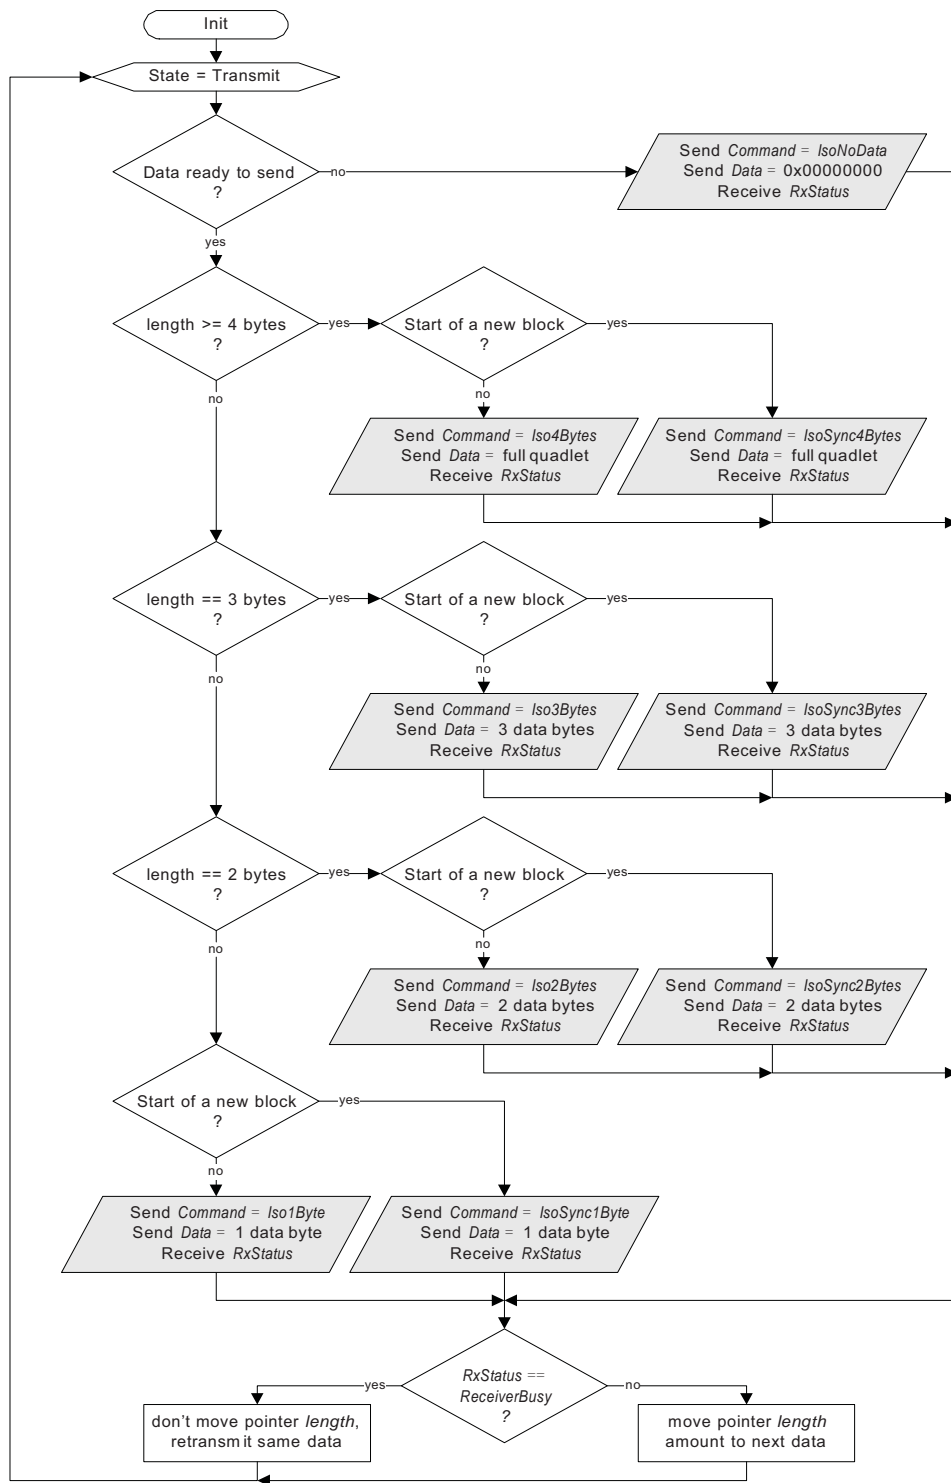 Init
State = Transmit
Data ready to send
?
no
Send Command = IsoNoData
Send Data = 0x00000000
Receive RxStatus
yes
length >= 4 bytes
?
yes
Start of a new block
?
yes
no
no
Send Command = Iso4Bytes
Send Data = full quadlet
Receive RxStatus
Send Command = IsoSync4Bytes
Send Data = full quadlet
Receive RxStatus
length == 3 bytes
?
yes
Start of a new block
?
yes
no
no
Send Command = Iso3Bytes
Send Data = 3 data bytes
Receive RxStatus
Send Command = IsoSync3Bytes
Send Data = 3 data bytes
Receive RxStatus
length == 2 bytes
?
yes
Start of a new block
?
yes
no
no
Send Command = Iso2Bytes
Send Data = 2 data bytes
Receive RxStatus
Send Command = IsoSync2Bytes
Send Data = 2 data bytes
Receive RxStatus
Start of a new block
?
yes
no
Send Command = Iso1Byte
Send Data = 1 data byte
Receive RxStatus
Send Command = IsoSync1Byte
Send Data = 1 data byte
Receive RxStatus
RxStatus ==
ReceiverBusy
?
yes
no
don't move pointer length,
retransmit same data
move pointer length
amount to next data